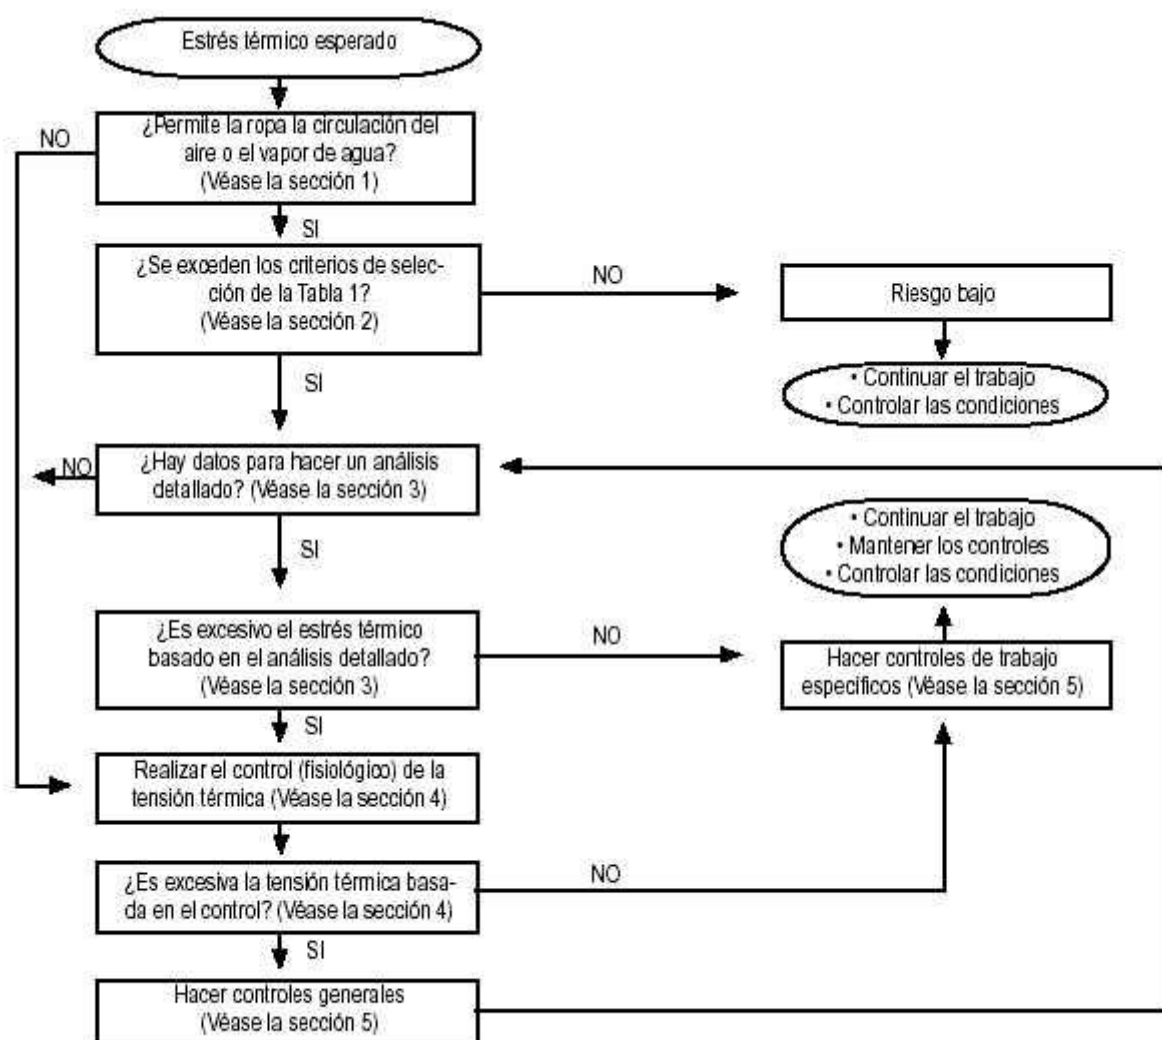 Estrés térmico esperado
NO
¿Permite la ropa la circulación del
aire o el vapor de agua?
(Véase la sección 1)
SI
¿Se exceden los criterios de selec-
ción de la Tabla 1?
(Véase la sección 2)
NO
Riesgo bajo
• Continuar el trabajo
• Controlar las condiciones
SI
NO
¿Hay datos para hacer un análisis
detallado? (Véase la sección 3)
SI
• Continuar el trabajo
• Mantener los controles
• Controlar las condiciones
¿Es excesivo el estrés térmico
basado en el análisis detallado?
(Véase la sección 3)
NO
Hacer controles de trabajo
específicos (Véase la sección 5)
SI
Realizar el control (fisiológico) de la
tensión térmica (Véase la sección 4)
¿Es excesiva la tensión térmica basa-
da en el control? (Véase la sección 4)
NO
SI
Hacer controles generales
(Véase la sección 5)